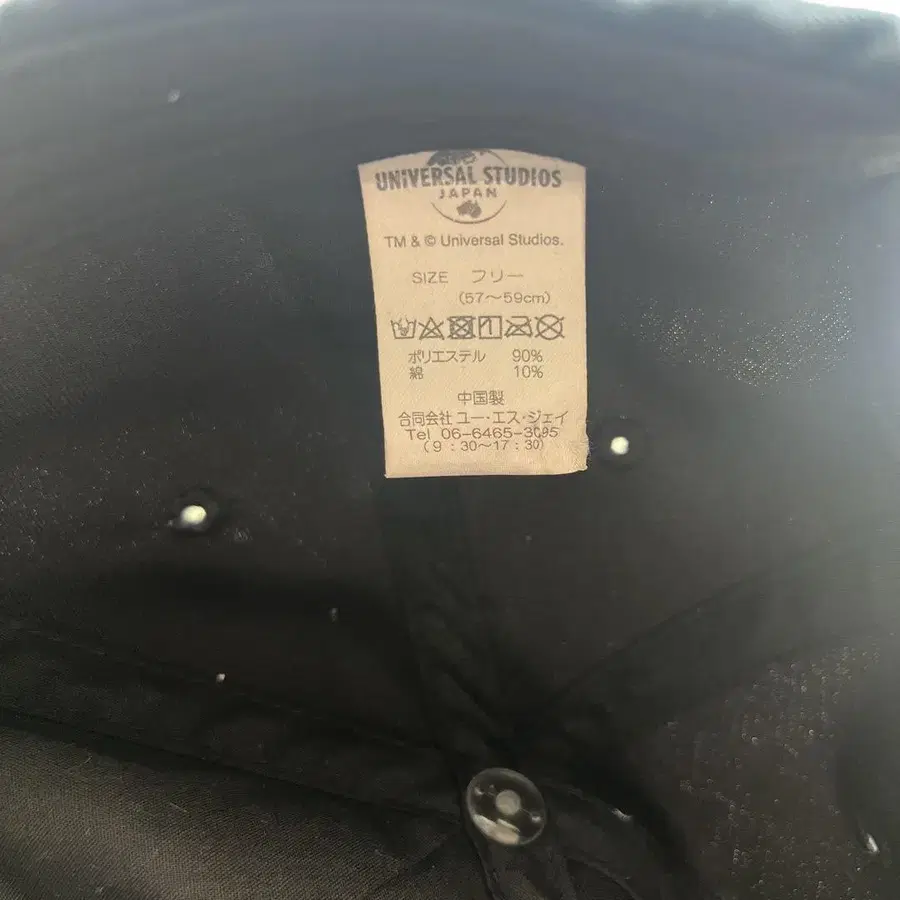 UNIVERSAL STUDIOS
JAPAN
TM & © Universal Studios.
SIZE フリー
(57〜59cm)
ポリエステル 90%
綿 10%
中国製
合同会社 ユー・エス・ジェイ
Tel 06-6465-3095
(9:30〜17:30)